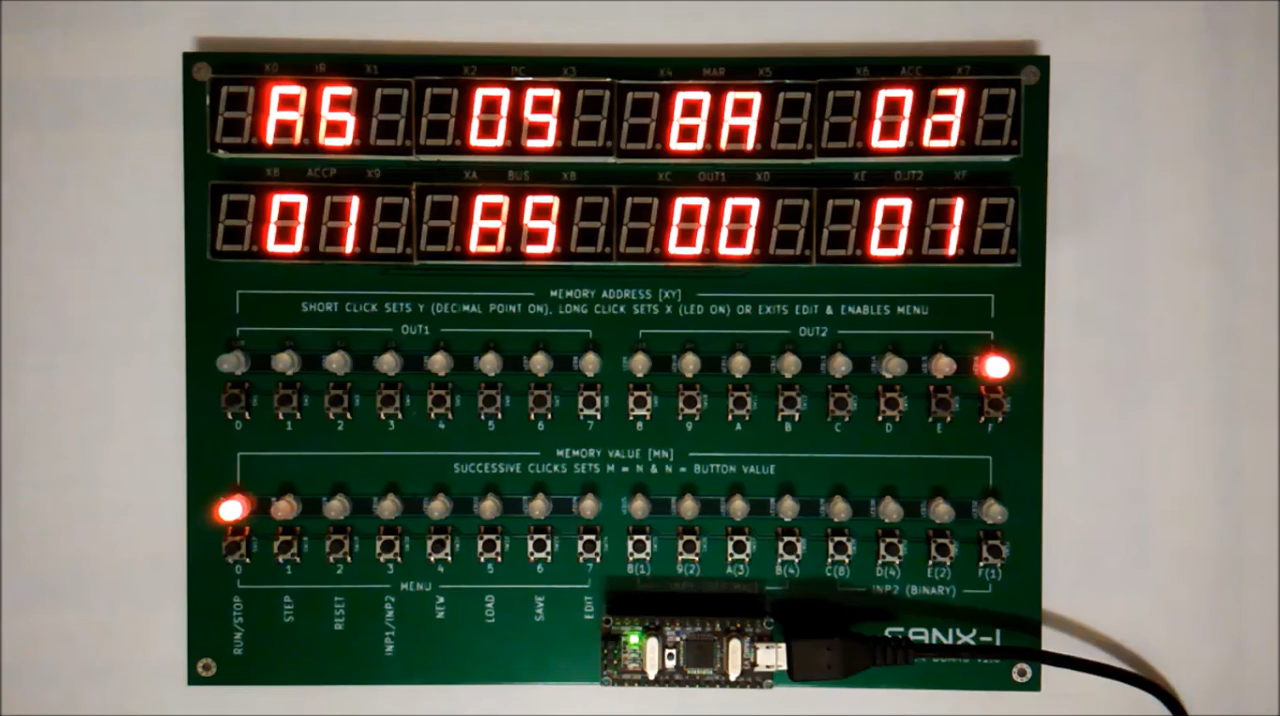 X0 IR X1 X2 PC X3 X4 MAR X5 X6 ACC X7
A5 05 8A 0d
X8 ACCP X9 XA BUS XB XC OUT1 XD XE OUT2 XF
01 00 01
MEMORY ADDRESS [XY]
SHORT CLICK SETS Y (DECIMAL POINT ON), LONG CLICK SETS X (LED ON) OR EXITS EDIT & ENABLES MENU
OUT1 OUT2
0 1 2 3 4 5 6 7 8 9 A B C D E F
MEMORY VALUE [MN]
SUCCESSIVE CLICKS SETS M = N & N = BUTTON VALUE
0 1 2 3 4 5 6 7 8(1) 9(2) A(3) B(4) C(8) D(4) E(2) F(1)
MENU INP2 (BINARY)
RUN/STOP
STEP
RESET
INP1/INP2
NEW
LOAD
SAVE
EDIT
SANX-I